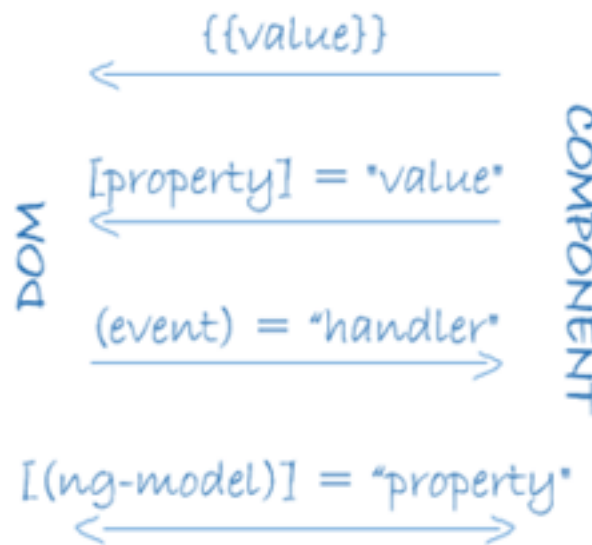 {{value}}
[property] = "value"
DOM
(event) = "handler"
[(ng-model)] = "property"
COMPONENT